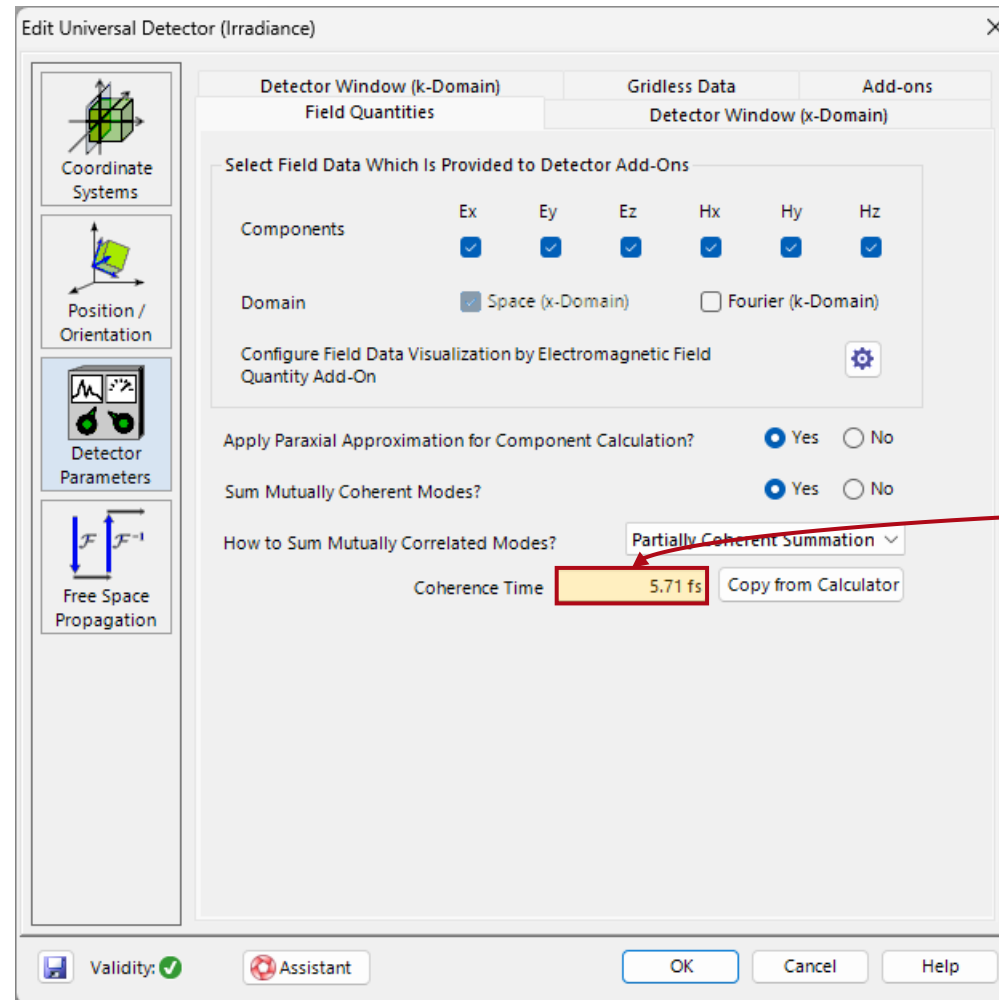 Edit Universal Detector (Irradiance)
Coordinate
Systems
Position /
Orientation
Detector
Parameters
ℱ ℱ⁻¹
Free Space
Propagation
Detector Window (k-Domain) Gridless Data Add-ons
Field Quantities Detector Window (x-Domain)
Select Field Data Which Is Provided to Detector Add-Ons
Ex Ey Ez Hx Hy Hz
Components
Domain Space (x-Domain) Fourier (k-Domain)
Configure Field Data Visualization by Electromagnetic Field
Quantity Add-On
Apply Paraxial Approximation for Component Calculation? Yes No
Sum Mutually Coherent Modes? Yes No
How to Sum Mutually Correlated Modes? Partially Coherent Summation
Coherence Time 5.71 fs Copy from Calculator
Validity: Assistant OK Cancel Help